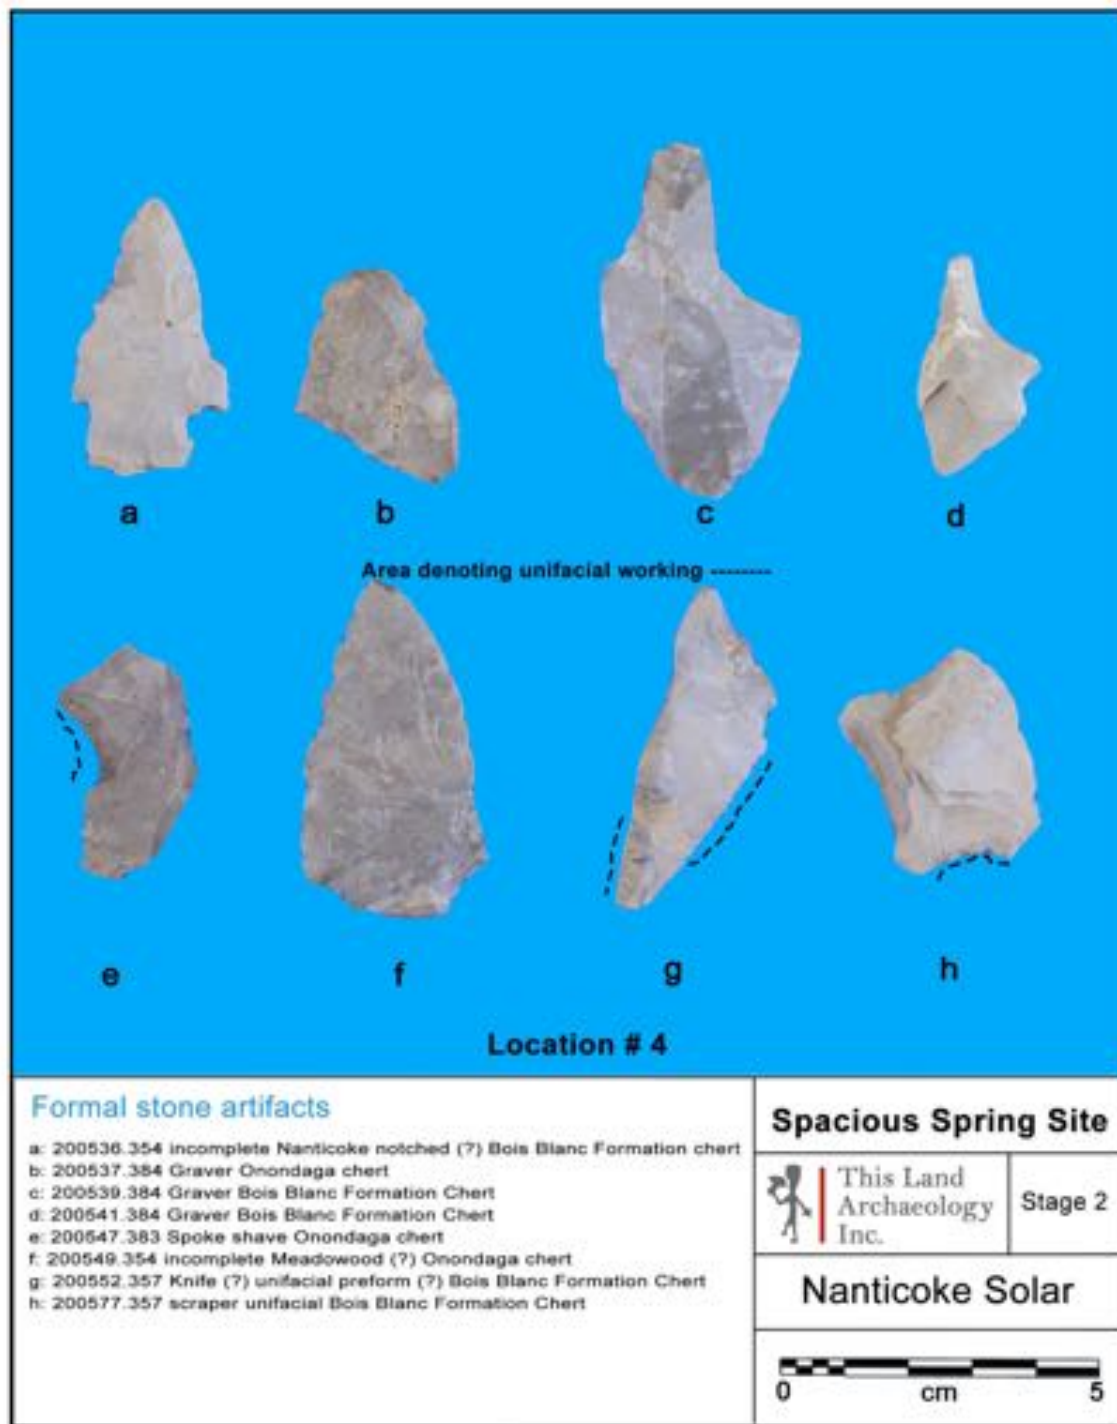 a
b
c
d
Area denoting unifacial working --------
e
f
g
h
Location # 4
Formal stone artifacts
a: 200536.354 incomplete Nanticoke notched (?) Bois Blanc Formation chert
b: 200537.384 Graver Onondaga chert
c: 200539.384 Graver Bois Blanc Formation Chert
d: 200541.384 Graver Bois Blanc Formation Chert
e: 200547.383 Spoke shave Onondaga chert
f: 200549.354 incomplete Meadowood (?) Onondaga chert
g: 200552.357 Knife (?) unifacial preform (?) Bois Blanc Formation Chert
h: 200577.357 scraper unifacial Bois Blanc Formation Chert
Spacious Spring Site
This Land
Archaeology
Inc.
Stage 2
Nanticoke Solar
0 cm 5